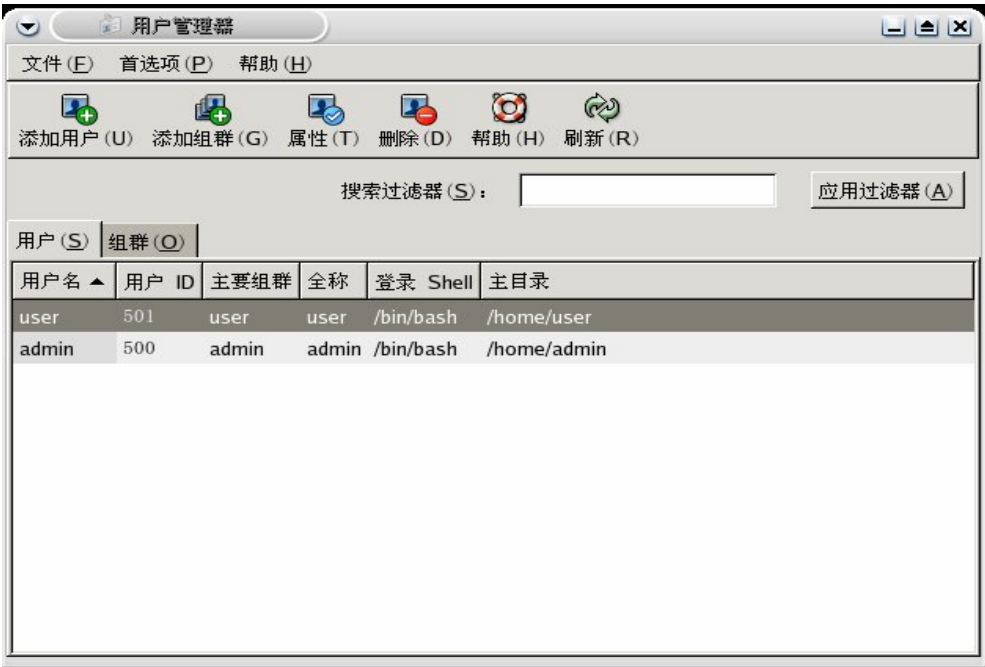 用户管理器
文件(F) 首选项(P) 帮助(H)
添加用户(U) 添加组群(G) 属性(T) 删除(D) 帮助(H) 刷新(R)
搜索过滤器(S): 应用过滤器(A)
用户(S) 组群(O)
用户名 用户 ID 主要组群 全称 登录 Shell 主目录
user 501 user user /bin/bash /home/user
admin 500 admin admin /bin/bash /home/admin